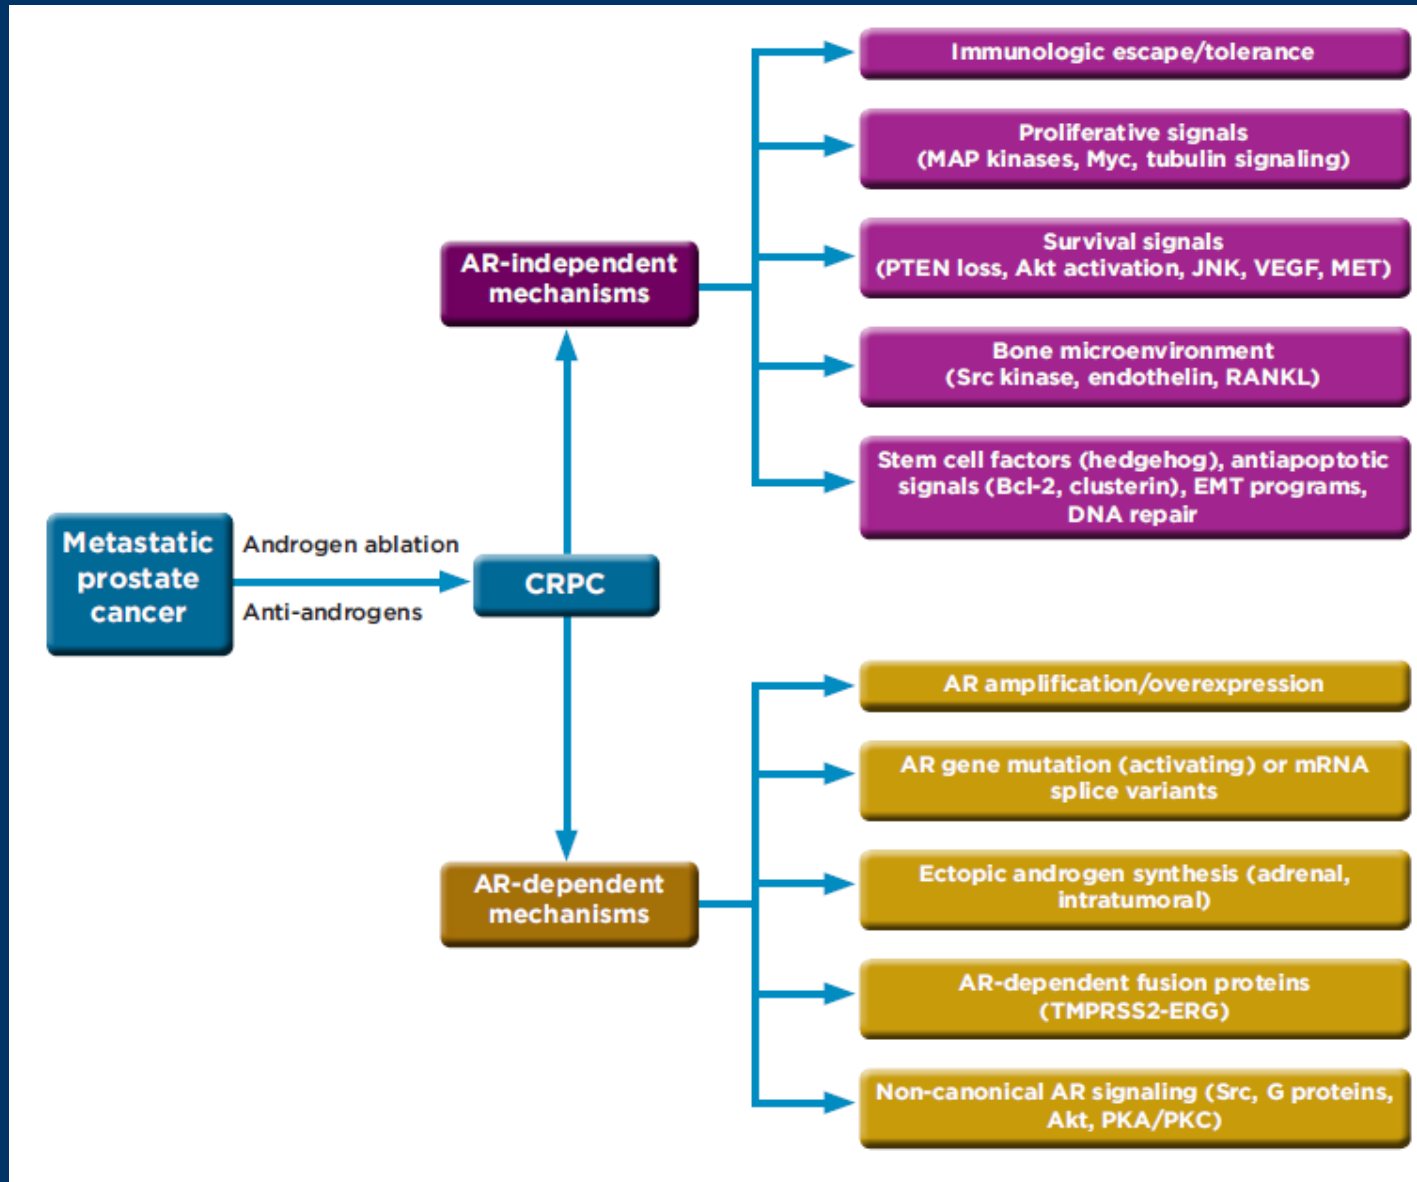 Metastatic
prostate
cancer
Androgen ablation
Anti-androgens
CRPC
AR-independent
mechanisms
Immunologic escape/tolerance
Proliferative signals
(MAP kinases, Myc, tubulin signaling)
Survival signals
(PTEN loss, Akt activation, JNK, VEGF, MET)
Bone microenvironment
(Src kinase, endothelin, RANKL)
Stem cell factors (hedgehog), antiapoptotic
signals (Bcl-2, clusterin), EMT programs,
DNA repair
AR-dependent
mechanisms
AR amplification/overexpression
AR gene mutation (activating) or mRNA
splice variants
Ectopic androgen synthesis (adrenal,
intratumoral)
AR-dependent fusion proteins
(TMPRSS2-ERG)
Non-canonical AR signaling (Src, G proteins,
Akt, PKA/PKC)